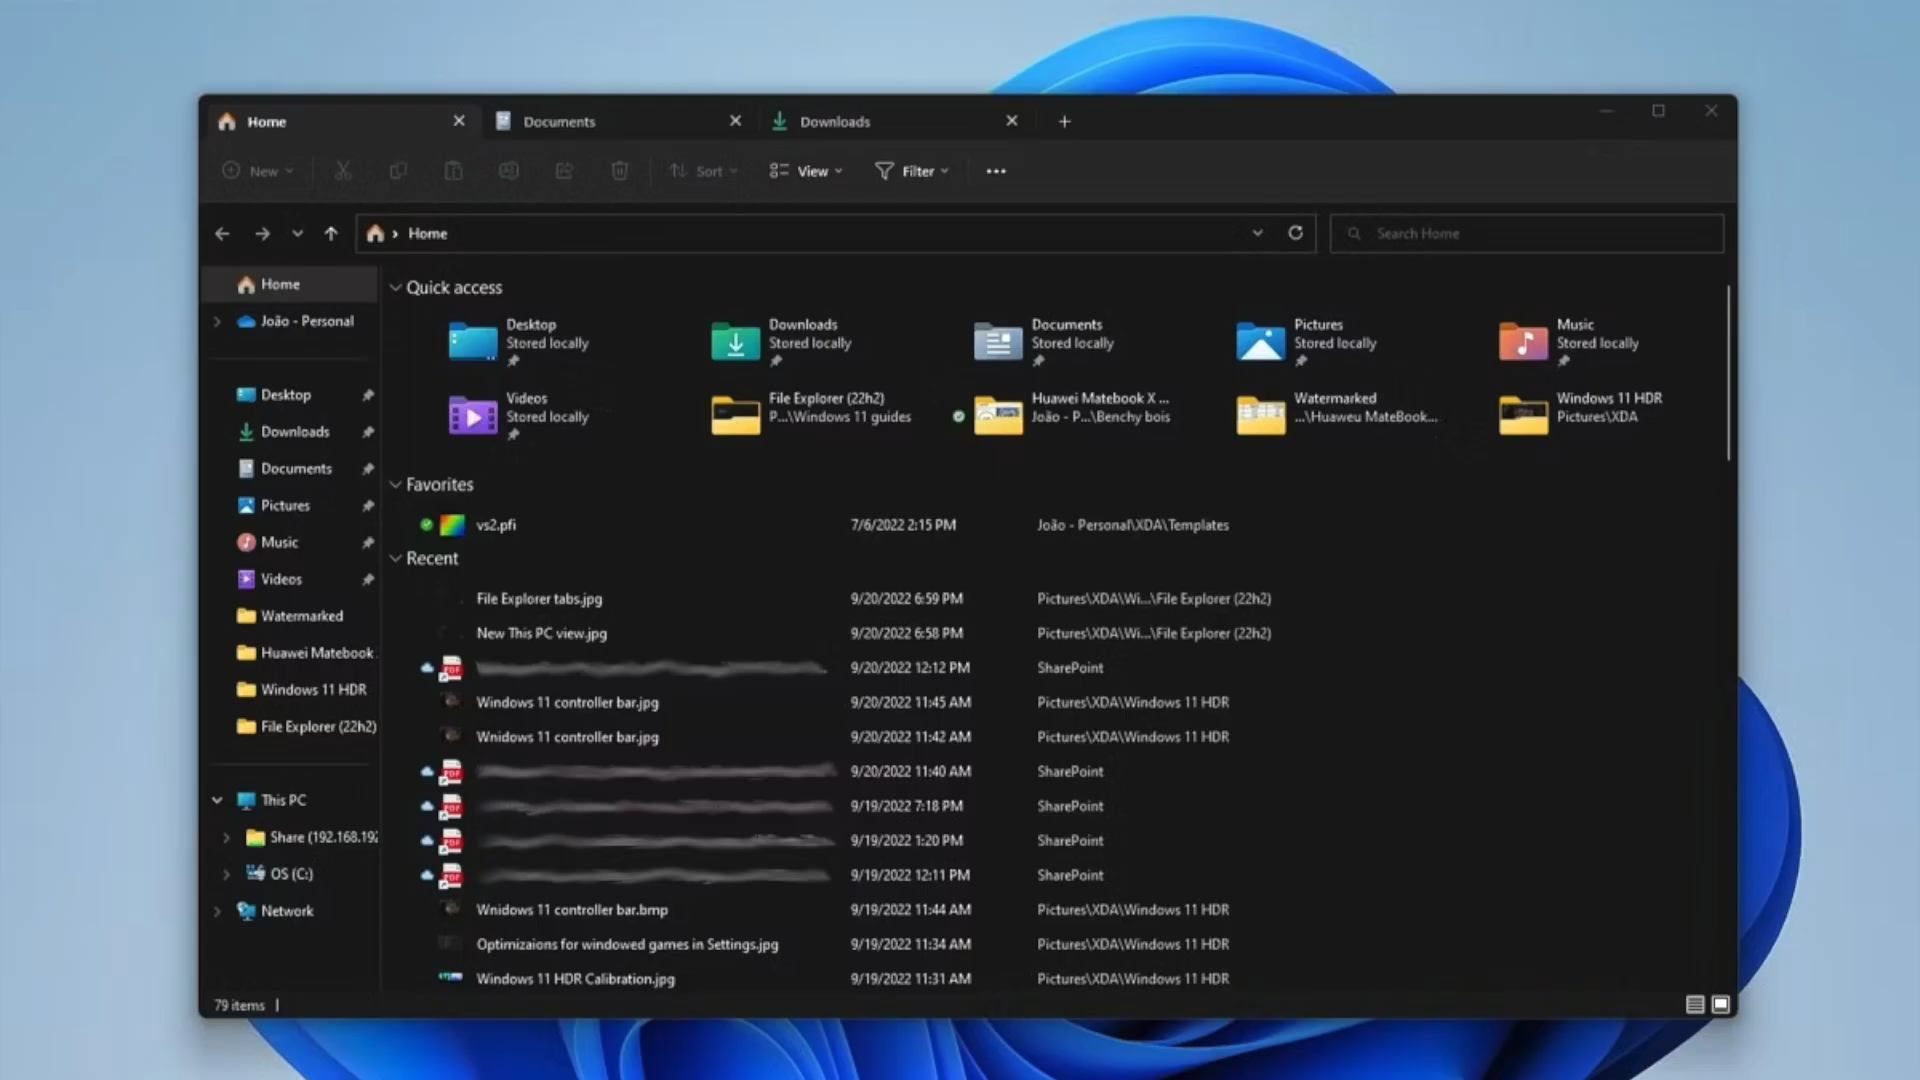 Home
Documents
Downloads
New
Sort
View
Filter
Home
Search Home
Home
João - Personal
Desktop
Downloads
Documents
Pictures
Music
Videos
Watermarked
Huawei Matebook
Windows 11 HDR
File Explorer (22h2)
This PC
Share (192.168.192
OS (C:)
Network
Quick access
Desktop
Stored locally
Downloads
Stored locally
Documents
Stored locally
Pictures
Stored locally
Music
Stored locally
Videos
Stored locally
File Explorer (22h2)
P...\Windows 11 guides
Huawei Matebook X ...
João - P...\Benchy bois
Watermarked
...\Huaweu MateBook...
Windows 11 HDR
Pictures\XDA
Favorites
vs2.pfi 7/6/2022 2:15 PM João - Personal\XDA\Templates
Recent
File Explorer tabs.jpg 9/20/2022 6:59 PM Pictures\XDA\Wi...\File Explorer (22h2)
New This PC view.jpg 9/20/2022 6:58 PM Pictures\XDA\Wi...\File Explorer (22h2)
PDF 9/20/2022 12:12 PM SharePoint
Windows 11 controller bar.jpg 9/20/2022 11:45 AM Pictures\XDA\Windows 11 HDR
Wnidows 11 controller bar.jpg 9/20/2022 11:42 AM Pictures\XDA\Windows 11 HDR
PDF 9/20/2022 11:40 AM SharePoint
PDF 9/19/2022 7:18 PM SharePoint
PDF 9/19/2022 1:20 PM SharePoint
PDF 9/19/2022 12:11 PM SharePoint
Wnidows 11 controller bar.bmp 9/19/2022 11:44 AM Pictures\XDA\Windows 11 HDR
Optimizaions for windowed games in Settings.jpg 9/19/2022 11:34 AM Pictures\XDA\Windows 11 HDR
Windows 11 HDR Calibration.jpg 9/19/2022 11:31 AM Pictures\XDA\Windows 11 HDR
79 items